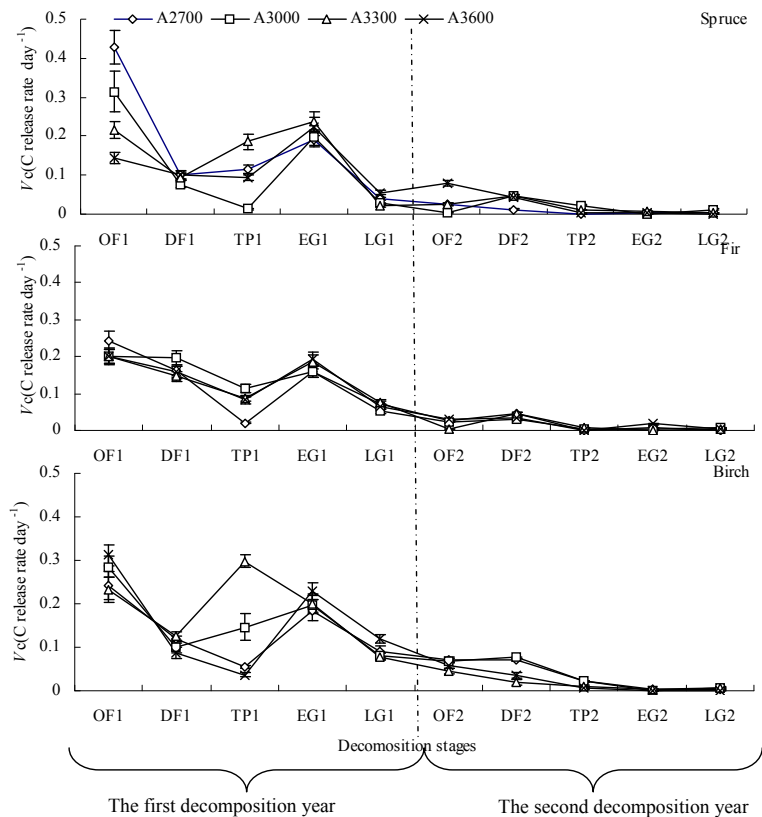 A2700 A3000 A3300 A3600
Spruce
Vc(C release rate day -1)
0.5
0.4
0.3
0.2
0.1
0
OF1 DF1 TP1 EG1 LG1 OF2 DF2 TP2 EG2 LG2
Fir
Vc(C release rate day -1)
0.5
0.4
0.3
0.2
0.1
0
OF1 DF1 TP1 EG1 LG1 OF2 DF2 TP2 EG2 LG2
Birch
Vc(C release rate day -1)
0.5
0.4
0.3
0.2
0.1
0
OF1 DF1 TP1 EG1 LG1 OF2 DF2 TP2 EG2 LG2
Decomosition stages
The first decomposition year The second decomposition year